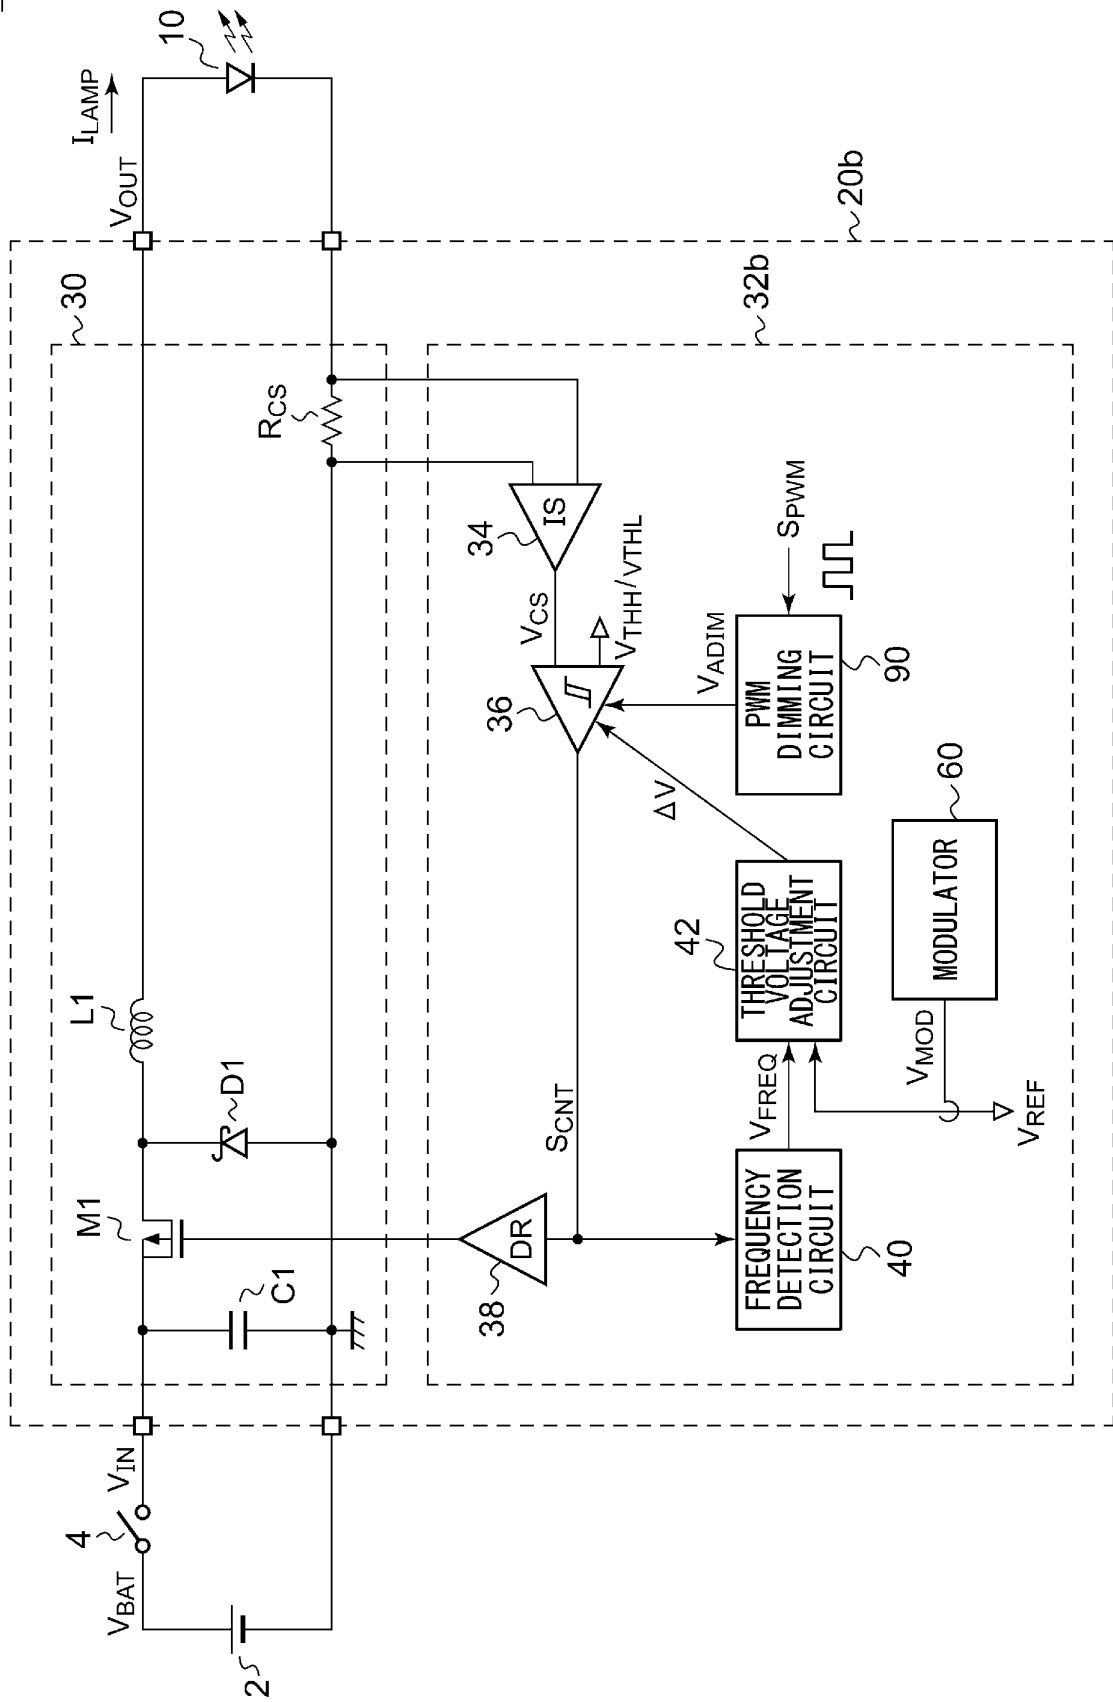 2
4
VBAT
VIN
VOUT
ILAMP
10
20b
30
C1
M1
D1
L1
RCS
32b
38
DR
SCNT
36
VCS
VTHH/VTHL
34
IS
40
FREQUENCY
DETECTION
CIRCUIT
VFREQ
42
THRESHOLD
VOLTAGE
ADJUSTMENT
CIRCUIT
ΔV
VREF
VMOD
60
MODULATOR
90
PWM
DIMMING
CIRCUIT
VADIM
SPWM